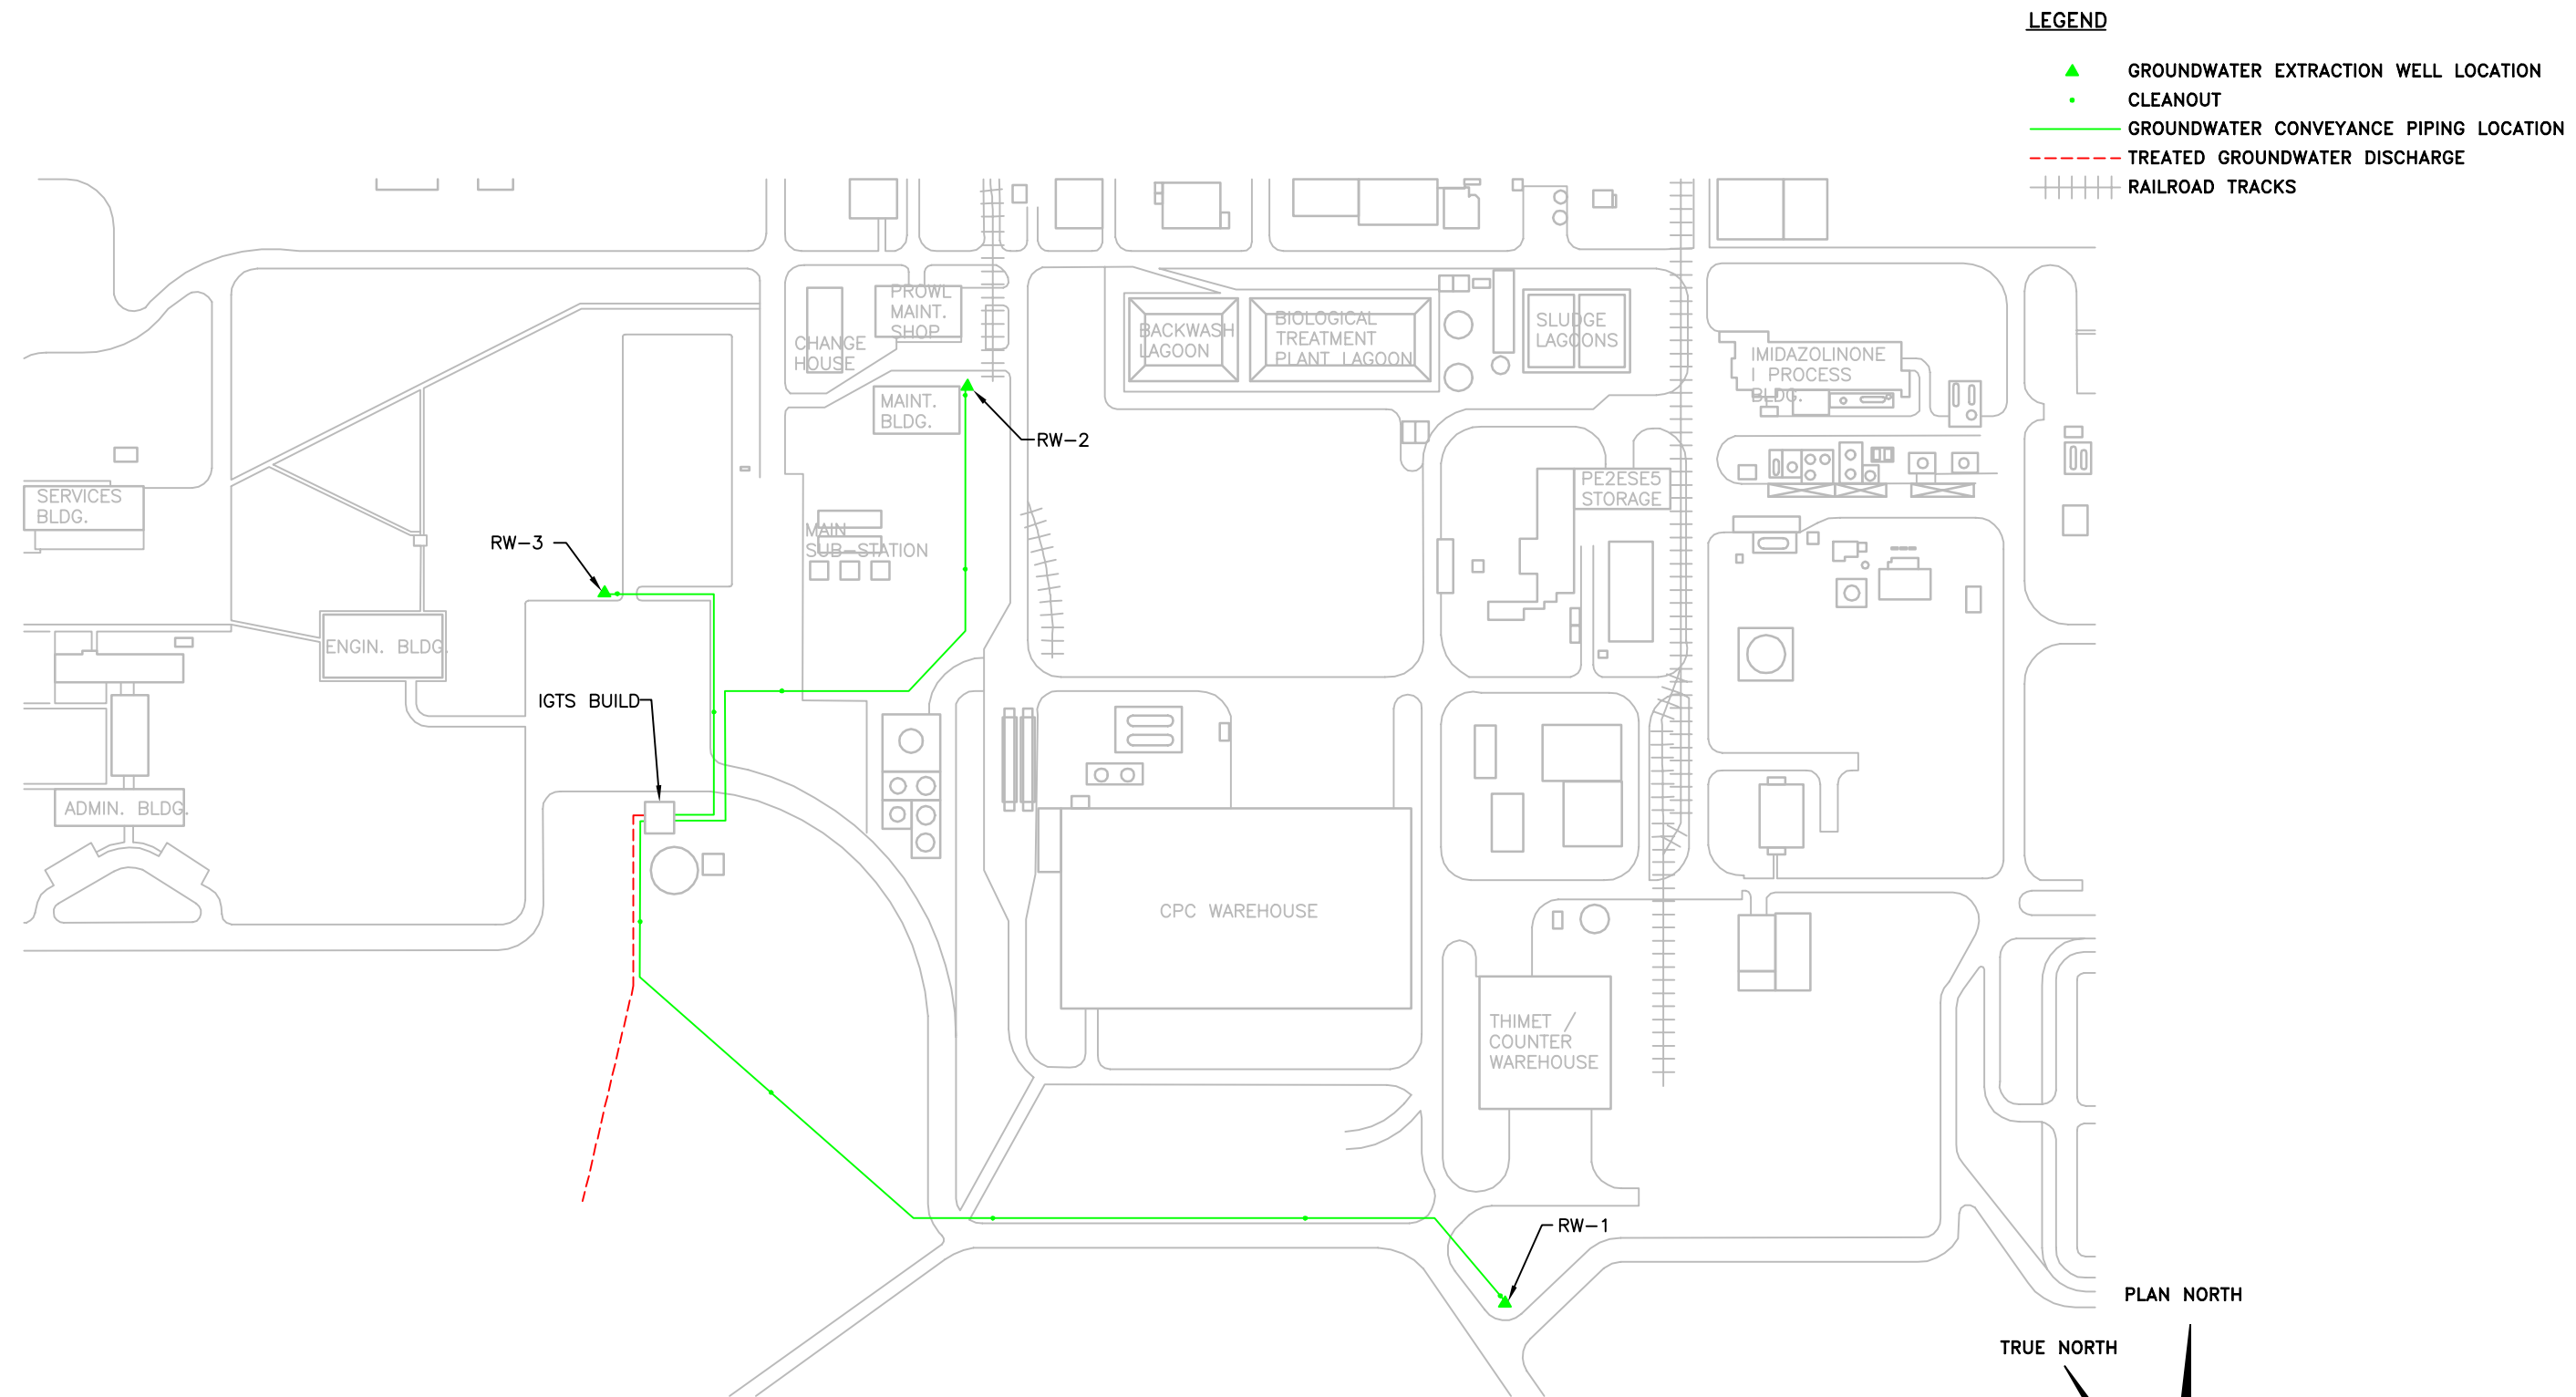 LEGEND
GROUNDWATER EXTRACTION WELL LOCATION
CLEANOUT
GROUNDWATER CONVEYANCE PIPING LOCATION
TREATED GROUNDWATER DISCHARGE
RAILROAD TRACKS
PROWL
MAINT.
SHOP
CHANGE
HOUSE
BACKWASH
LAGOON
BIOLOGICAL
TREATMENT
PLANT LAGOON
SLUDGE
LAGOONS
IMIDAZOLINONE
I PROCESS
BLDG.
MAINT.
BLDG.
RW-2
PE2ESE5
STORAGE
SERVICES
BLDG.
MAIN
SUB-STATION
RW-3
ENGIN. BLDG.
IGTS BUILD
ADMIN. BLDG.
CPC WAREHOUSE
THIMET /
COUNTER
WAREHOUSE
RW-1
PLAN NORTH
TRUE NORTH